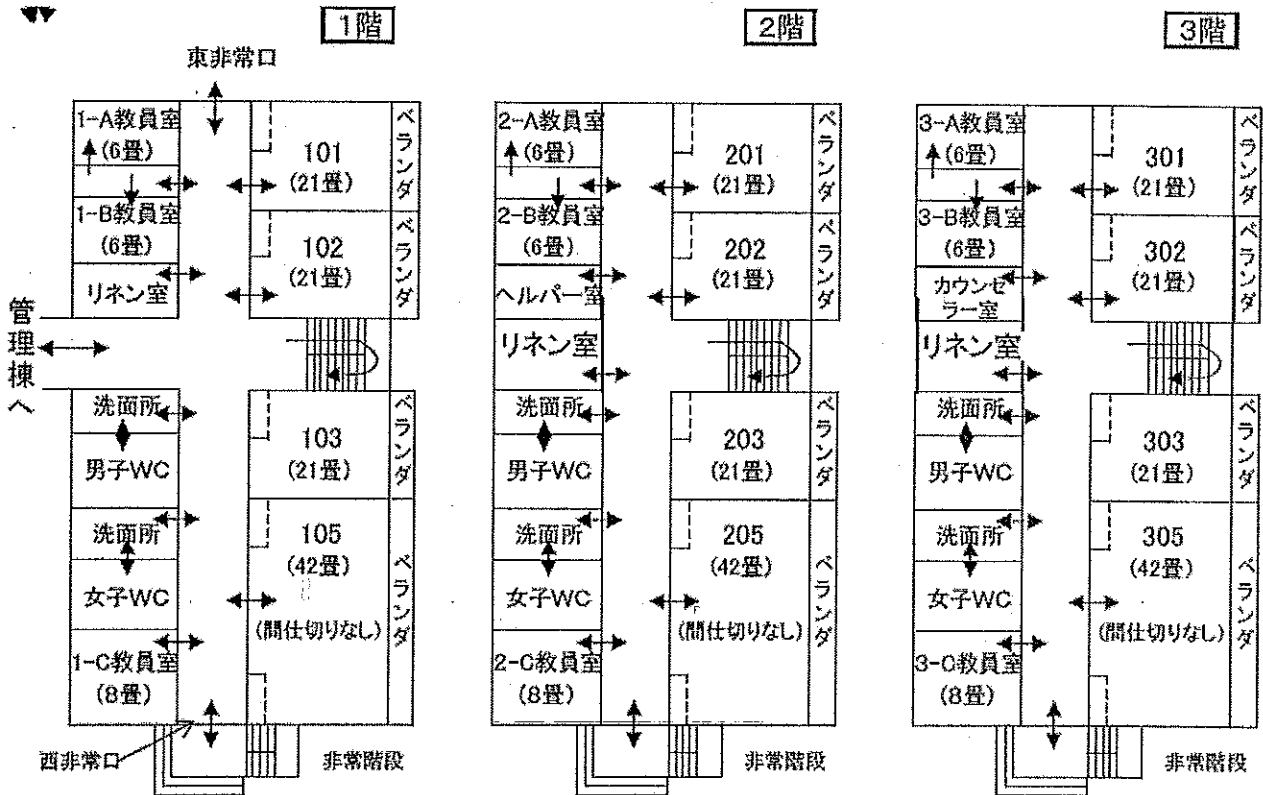 1階
東非常口
1-A教員室
(6畳)
1-B教員室
(6畳)
リネン室
管理棟へ
洗面所
男子WC
洗面所
女子WC
1-C教員室
(8畳)
西非常口
101
(21畳)
ベランダ
102
(21畳)
ベランダ
103
(21畳)
ベランダ
105
(42畳)
(間仕切りなし)
ベランダ
非常階段
2階
2-A教員室
(6畳)
2-B教員室
(6畳)
ヘルパー室
リネン室
洗面所
男子WC
洗面所
女子WC
2-C教員室
(8畳)
201
(21畳)
ベランダ
202
(21畳)
ベランダ
203
(21畳)
ベランダ
205
(42畳)
(間仕切りなし)
ベランダ
非常階段
3階
3-A教員室
(6畳)
3-B教員室
(6畳)
カウンセ
ラー室
リネン室
洗面所
男子WC
洗面所
女子WC
3-C教員室
(8畳)
301
(21畳)
ベランダ
302
(21畳)
ベランダ
303
(21畳)
ベランダ
305
(42畳)
(間仕切りなし)
ベランダ
非常階段